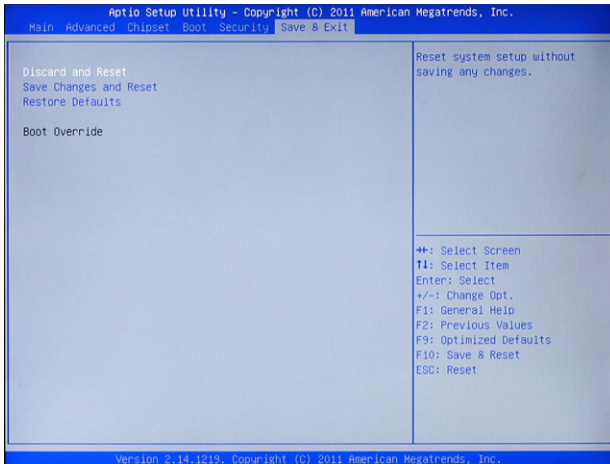 Aptio Setup Utility - Copyright (C) 2011 American Megatrends, Inc.
Main Advanced Chipset Boot Security Save & Exit
Discard and Reset
Save Changes and Reset
Restore Defaults
Boot Override
Reset system setup without
saving any changes.
→←: Select Screen
↑↓: Select Item
Enter: Select
+/-: Change Opt.
F1: General Help
F2: Previous Values
F9: Optimized Defaults
F10: Save & Reset
ESC: Reset
Version 2.14.1219. Copyright (C) 2011 American Megatrends, Inc.